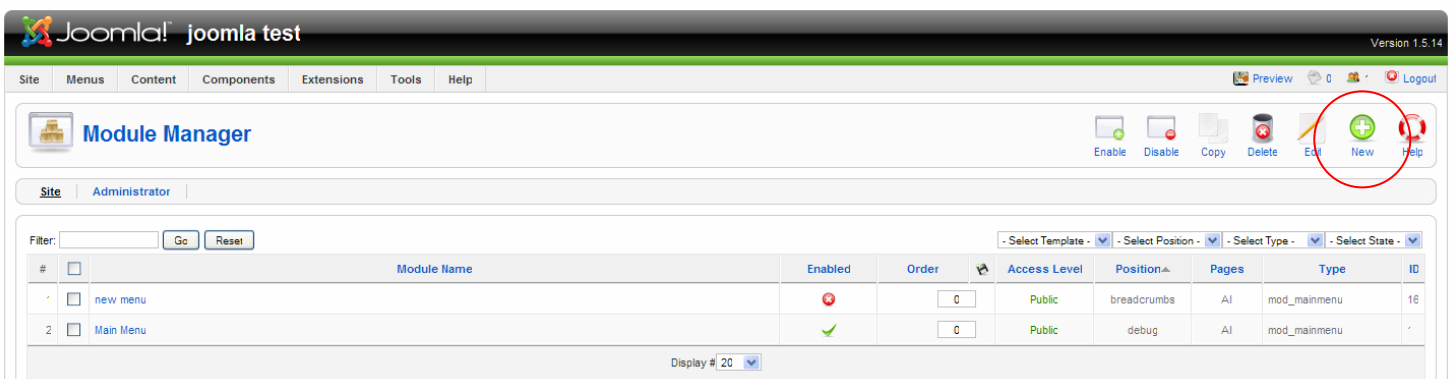 Joomla! joomla test
Version 1.5.14
Site Menus Content Components Extensions Tools Help Preview 0 Logout
Module Manager
Enable Disable Copy Delete Edit New Help
Site Administrator
Filter: Go Reset - Select Template - - Select Position - - Select Type - - Select State -
# Module Name Enabled Order Access Level Position Pages Type ID
new menu 0 Public breadcrumbs Al mod_mainmenu 16
2 Main Menu 0 Public debug Al mod_mainmenu
Display # 20